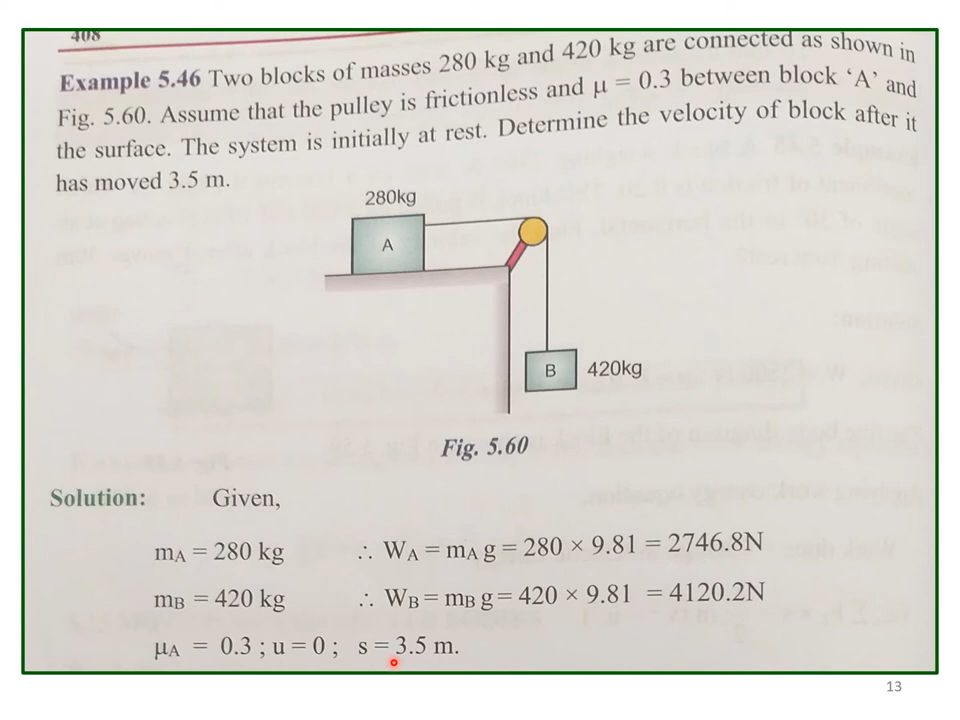 408
Example 5.46 Two blocks of masses 280 kg and 420 kg are connected as shown in
Fig. 5.60. Assume that the pulley is frictionless and μ = 0.3 between block ‘A’ and
the surface. The system is initially at rest. Determine the velocity of block after it
has moved 3.5 m.
280kg
A
B 420kg
Fig. 5.60
Solution: Given,
mA = 280 kg ∴ WA = mA g = 280 × 9.81 = 2746.8N
mB = 420 kg ∴ WB = mB g = 420 × 9.81 = 4120.2N
μA = 0.3 ; u = 0 ; s = 3.5 m.
13